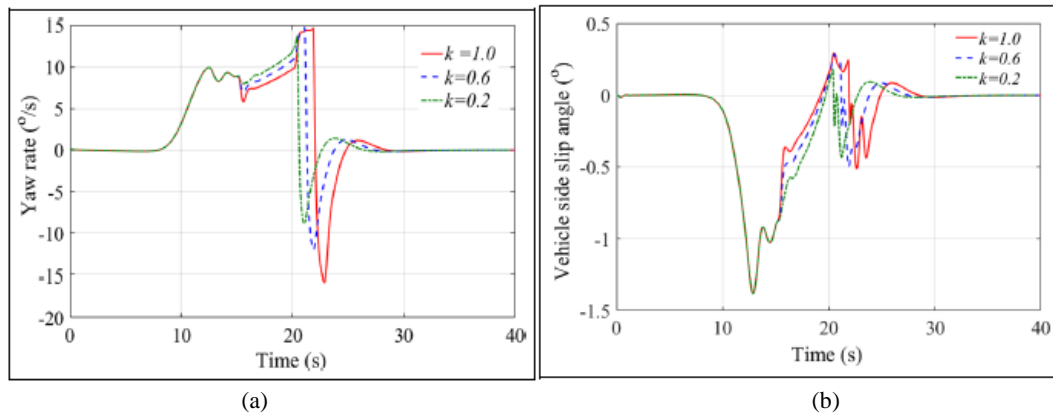 15
10
5
0
-5
-10
-15
-20
0
10
20
30
40
Yaw rate (°/s)
Time (s)
k =1.0
k=0.6
k=0.2
(a)
0.5
0
-0.5
-1
-1.5
0
10
20
30
40
Vehicle side slip angle (°)
Time (s)
k=1.0
k=0.6
k=0.2
(b)